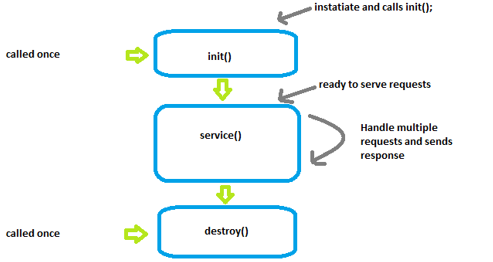 instatiate and calls init();
called once
init()
ready to serve requests
service()
Handle multiple
requests and sends
response
called once
destroy()